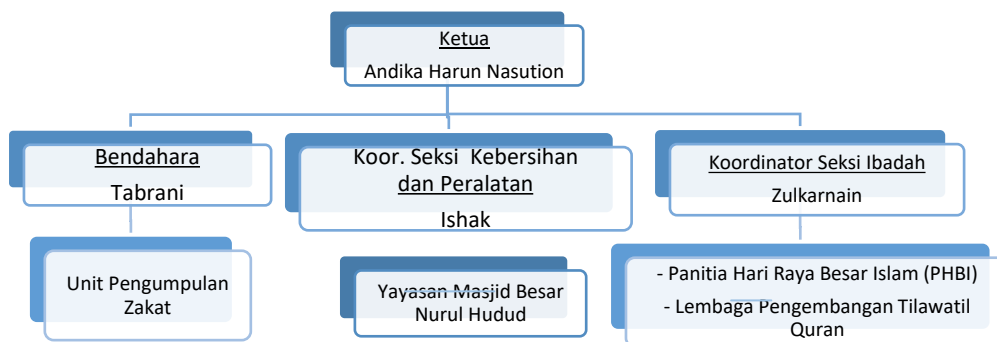 Ketua
Andika Harun Nasution
Bendahara
Tabrani
Koor. Seksi Kebersihan
dan Peralatan
Ishak
Koordinator Seksi Ibadah
Zulkarnain
Unit Pengumpulan
Zakat
Yayasan Masjid Besar
Nurul Hudud
- Panitia Hari Raya Besar Islam (PHBI)
- Lembaga Pengembangan Tilawatil
Quran